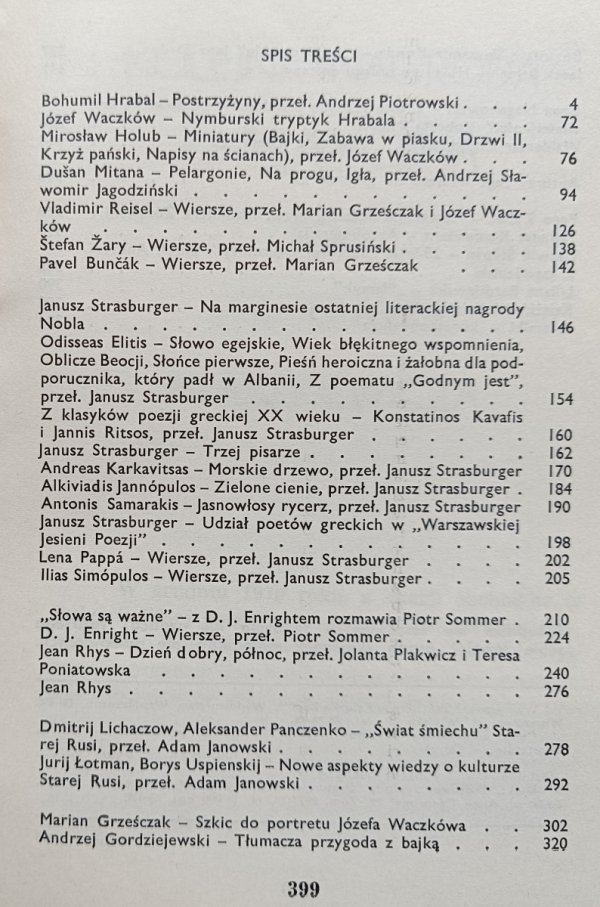 SPIS TREŚCI
Bohumil Hrabal – Postrzyżyny, przeł. Andrzej Piotrowski . . . 4
Józef Waczków – Nymburski tryptyk Hrabala . . . . . 72
Mirosław Holub – Miniatury (Bajki, Zabawa w piasku, Drzwi II,
Krzyż pański, Napisy na ścianach), przeł. Józef Waczków . . . 76
Dušan Mitana – Pelargonie, Na progu, Igła, przeł. Andrzej Sła-
womir Jagodziński . . . . . . . . . . . . 94
Vladimir Reisel – Wiersze, przeł. Marian Grześczak i Józef Wacz-
ków . . . . . . . . . . . . . . . 126
Štefan Žary – Wiersze, przeł. Michał Sprusiński . . . . . 138
Pavel Bunčák – Wiersze, przeł. Marian Grześczak . . . 142
Janusz Strasburger – Na marginesie ostatniej literackiej nagrody
Nobla . . . . . . . . . . . . . . . 146
Odisseas Elitis – Słowo egejskie, Wiek błękitnego wspomnienia,
Oblicze Beocji, Słońce pierwsze, Pieśń heroiczna i żałobna dla pod-
porucznika, który padł w Albanii, Z poematu „Godnym jest”,
przeł. Janusz Strasburger . . . . . . . . . . 154
Z klasyków poezji greckiej XX wieku – Konstatinos Kavafis
i Jannis Ritsos, przeł. Janusz Strasburger . . . . . . 160
Janusz Strasburger – Trzej pisarze . . . . . . . . 162
Andreas Karkavitsas – Morskie drzewo, przeł. Janusz Strasburger 170
Alkiviadis Jannópulos – Zielone cienie, przeł. Janusz Strasburger . 184
Antonis Samarakis – Jasnowłosy rycerz, przeł. Janusz Strasburger 190
Janusz Strasburger – Udział poetów greckich w „Warszawskiej
Jesieni Poezji” . . . . . . . . . . . . . 198
Lena Pappá – Wiersze, przeł. Janusz Strasburger . . . . 202
Ilias Simópulos – Wiersze, przeł. Janusz Strasburger . . . . 205
„Słowa są ważne” – z D. J. Enrightem rozmawia Piotr Sommer . 210
D. J. Enright – Wiersze, przeł. Piotr Sommer . . . . . 224
Jean Rhys – Dzień dobry, północ, przeł. Jolanta Plakwicz i Teresa
Poniatowska . . . . . . . . . . . . . 240
Jean Rhys . . . . . . . . . . . . . . 276
Dmitrij Lichaczow, Aleksander Panczenko – „Świat śmiechu” Sta-
rej Rusi, przeł. Adam Janowski . . . . . . . . . 278
Jurij Łotman, Borys Uspienskij – Nowe aspekty wiedzy o kulturze
Starej Rusi, przeł. Adam Janowski . . . . . . . . 292
Marian Grześczak – Szkic do portretu Józefa Waczkówa . . 302
Andrzej Gordziejewski – Tłumacza przygoda z bajką . . . 320
399